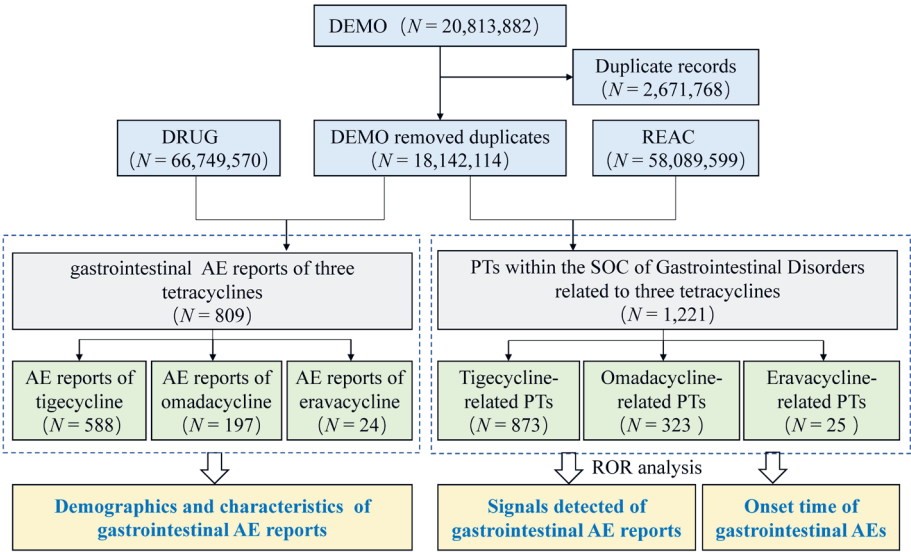 DEMO（N = 20,813,882）
Duplicate records
（N = 2,671,768）
DRUG
（N = 66,749,570）
DEMO removed duplicates
（N = 18,142,114）
REAC
（N = 58,089,599）
gastrointestinal AE reports of three
tetracyclines
（N = 809）
PTs within the SOC of Gastrointestinal Disorders
related to three tetracyclines
（N = 1,221）
AE reports of
tigecycline
（N = 588）
AE reports of
omadacycline
（N = 197）
AE reports of
eravacycline
（N = 24）
Tigecycline-
related PTs
（N = 873）
Omadacycline-
related PTs
（N = 323 ）
Eravacycline-
related PTs
（N = 25 ）
ROR analysis
Demographics and characteristics of
gastrointestinal AE reports
Signals detected of
gastrointestinal AE reports
Onset time of
gastrointestinal AEs